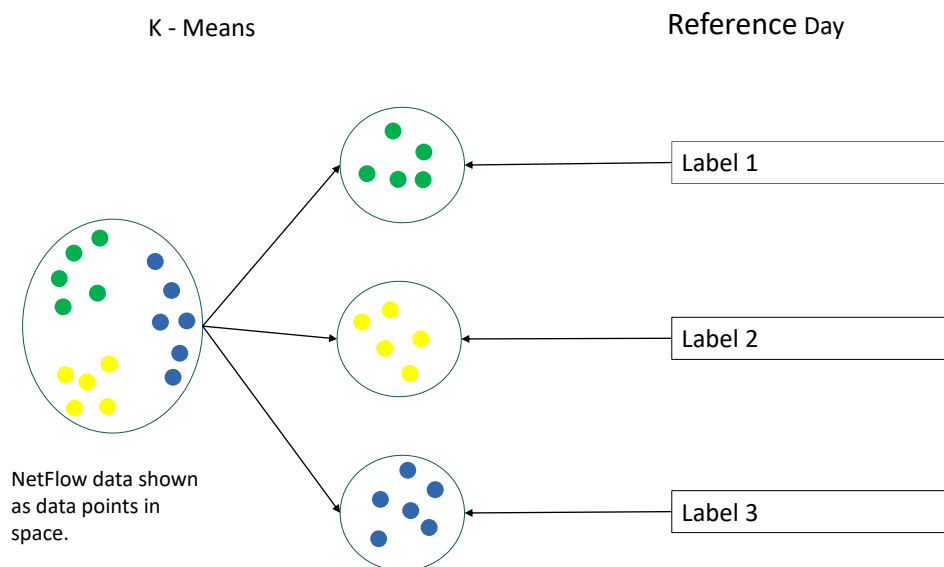 K - Means
Reference Day
Label 1
Label 2
NetFlow data shown
as data points in
space.
Label 3